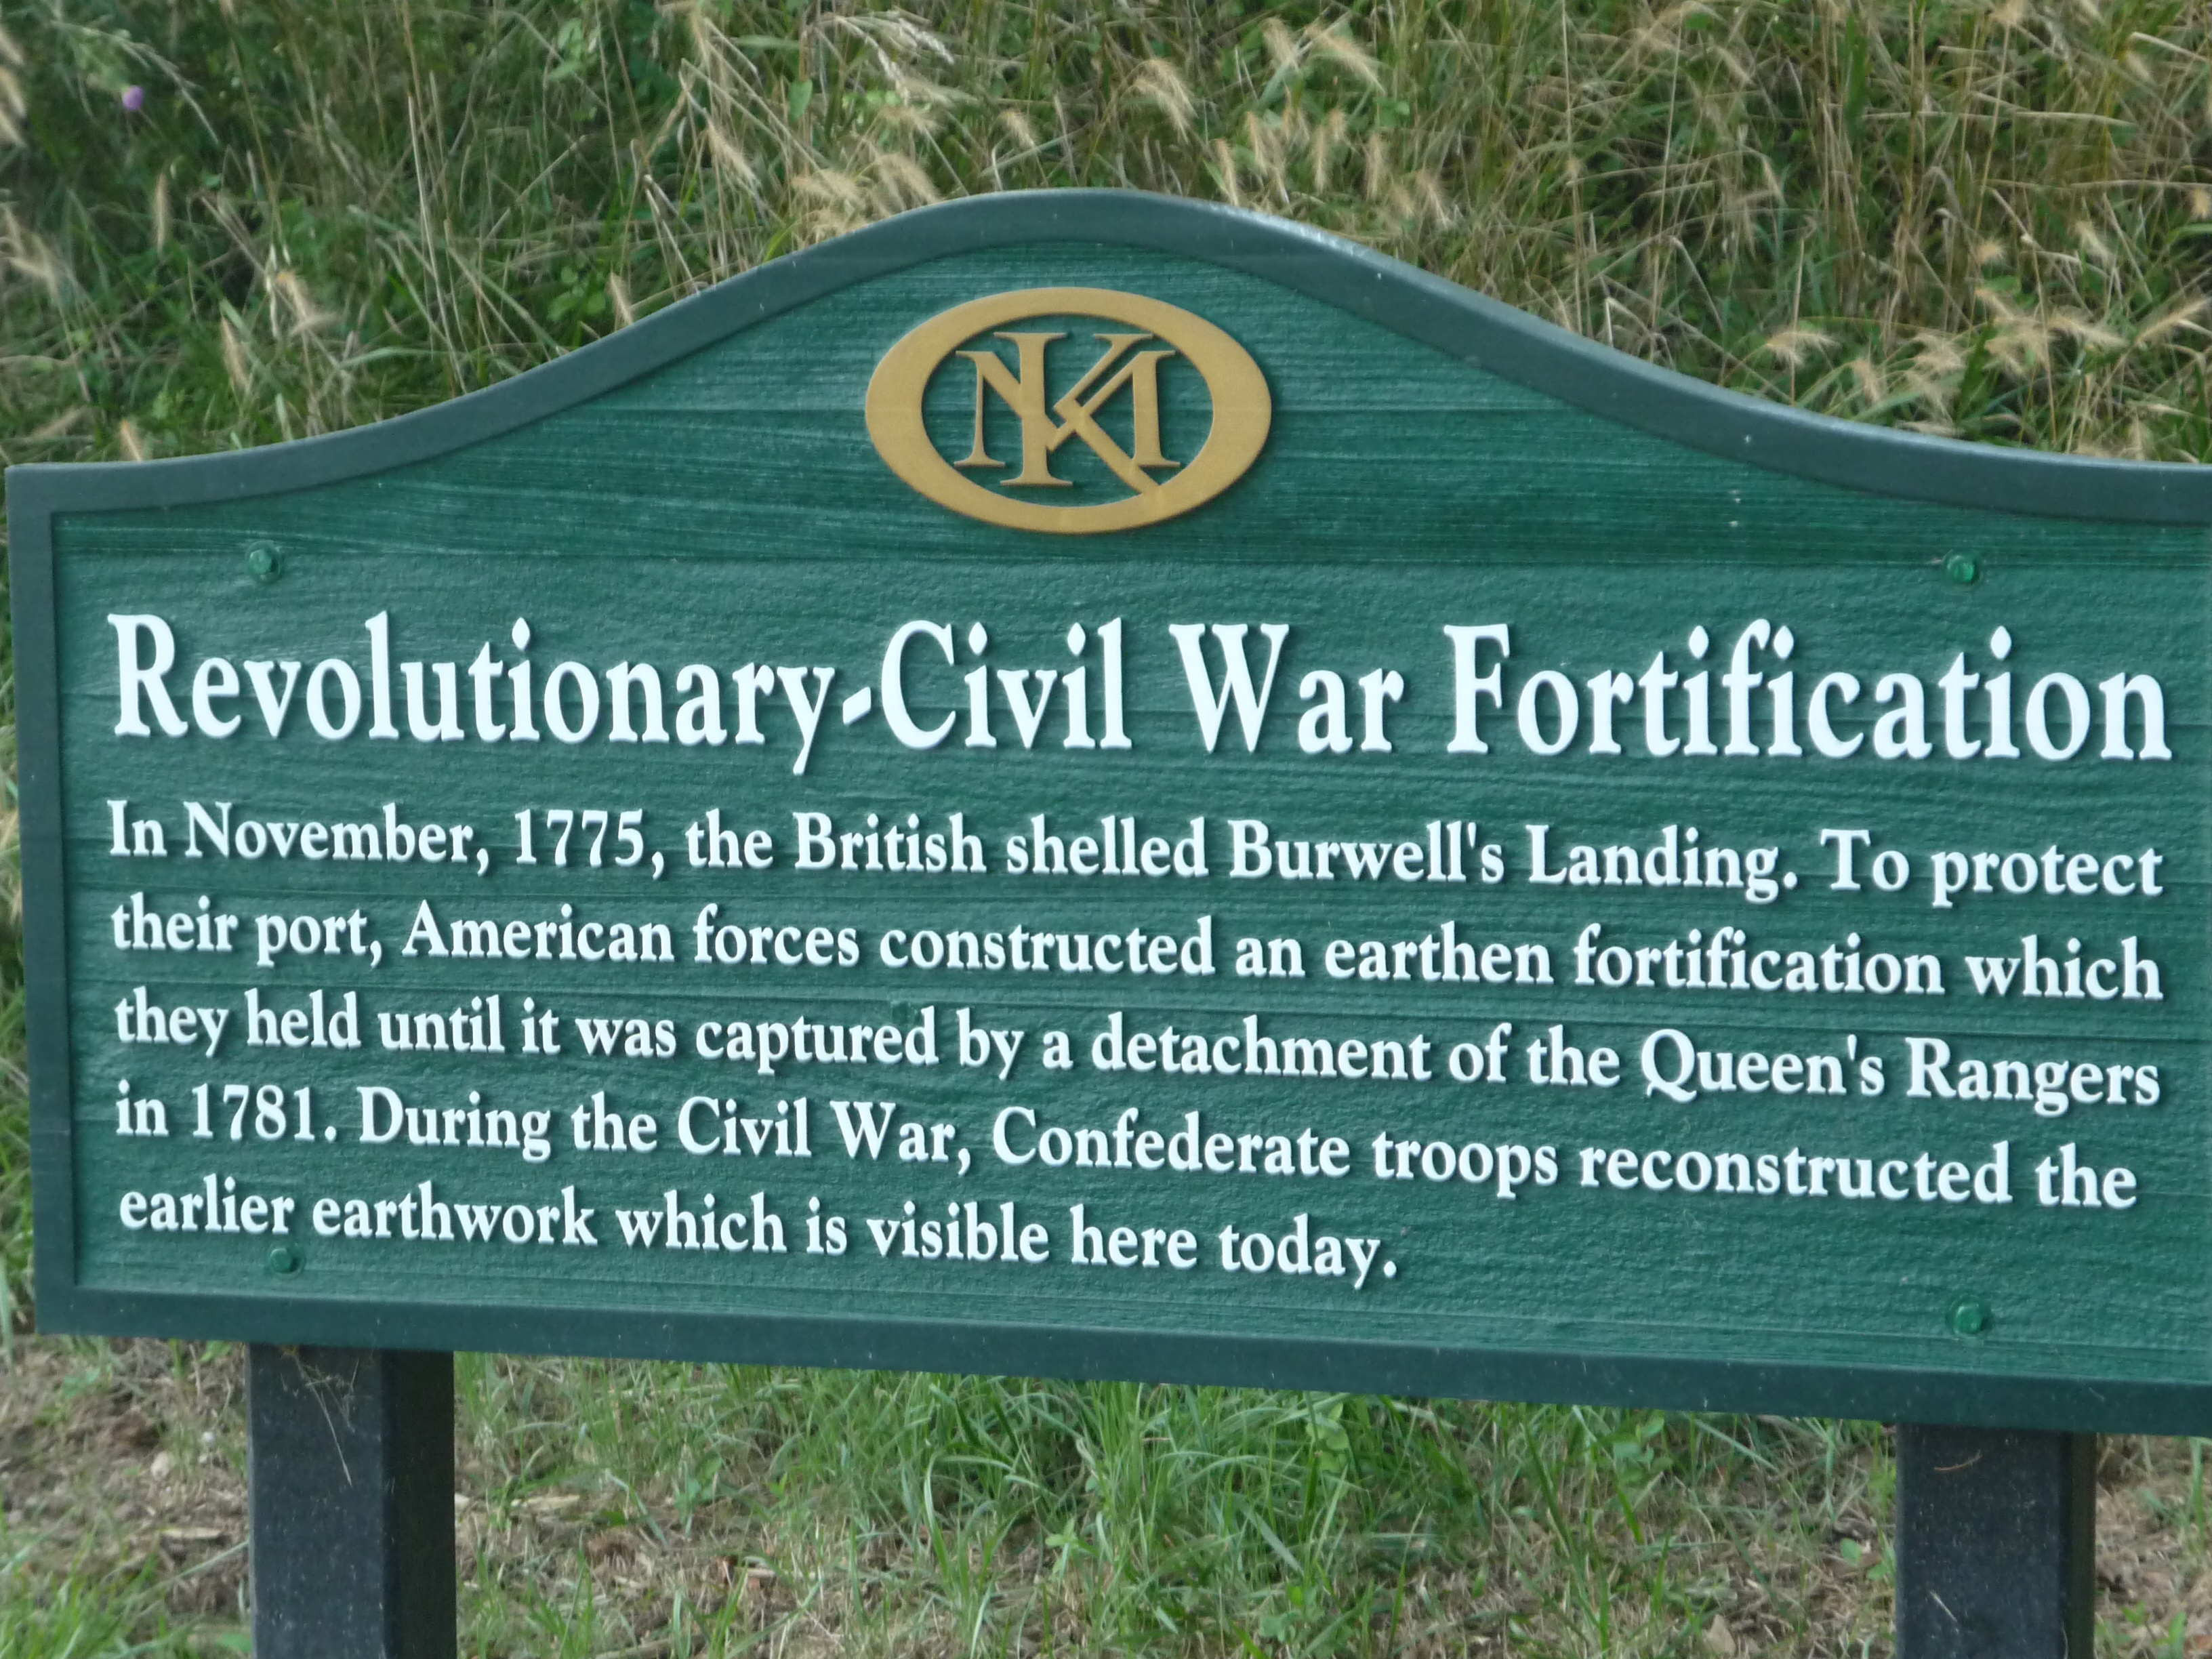 Revolutionary-Civil War Fortification
In November, 1775, the British shelled Burwell's Landing. To protect
their port, American forces constructed an earthen fortification which
they held until it was captured by a detachment of the Queen's Rangers
in 1781. During the Civil War, Confederate troops reconstructed the
earlier earthwork which is visible here today.